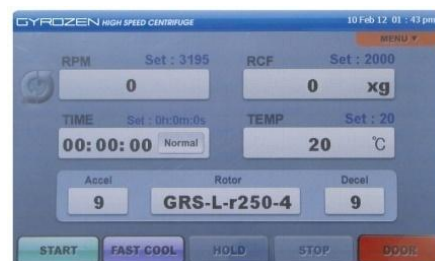 GYROZEN HIGH SPEED CENTRIFUGE 10 Feb 12 01 : 43 pm
MENU ▼
RPM Set : 3195 RCF Set : 2000
0 0 xg
TIME Set : 0h:0m:0s TEMP Set : 20
00: 00: 00 Normal 20 ℃
Accel Rotor Decel
9 GRS-L-r250-4 9
START FAST COOL HOLD STOP DOOR